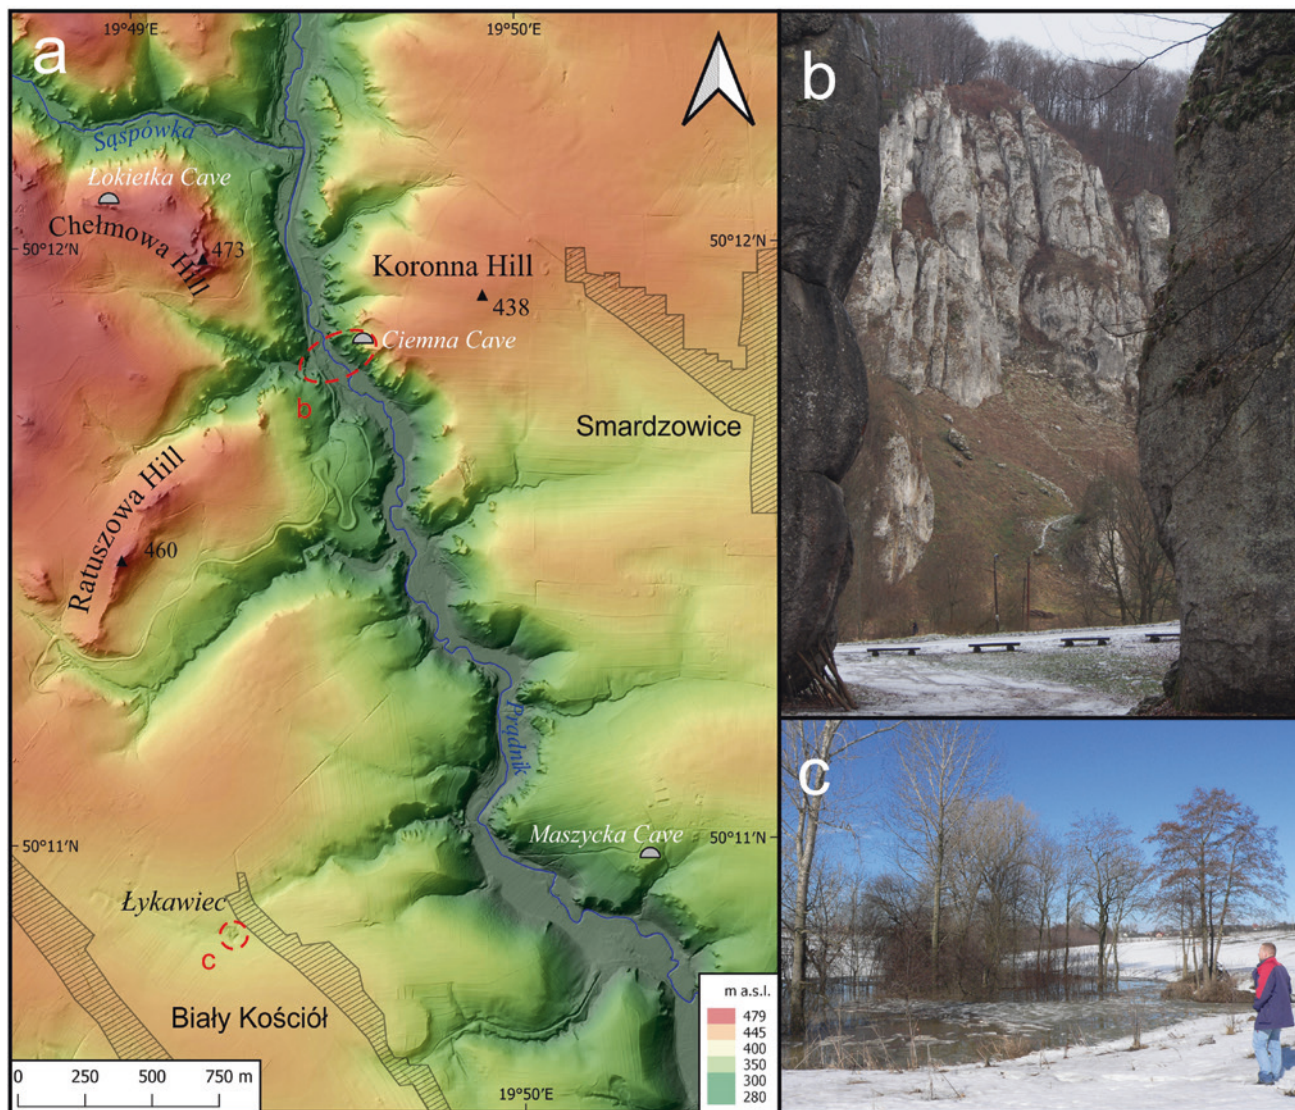 a
19°49'E
19°50'E
Sąspówka
Łokietka Cave
Chełmowa Hill
473
50°12'N
50°12'N
Koronna Hill
438
Ciemna Cave
b
Smardzowice
Ratuszowa Hill
460
Prądnik
Maszycka Cave
50°11'N
50°11'N
Łykawiec
c
Biały Kościół
m a.s.l.
479
445
400
350
300
280
0 250 500 750 m
19°50'E
b
c